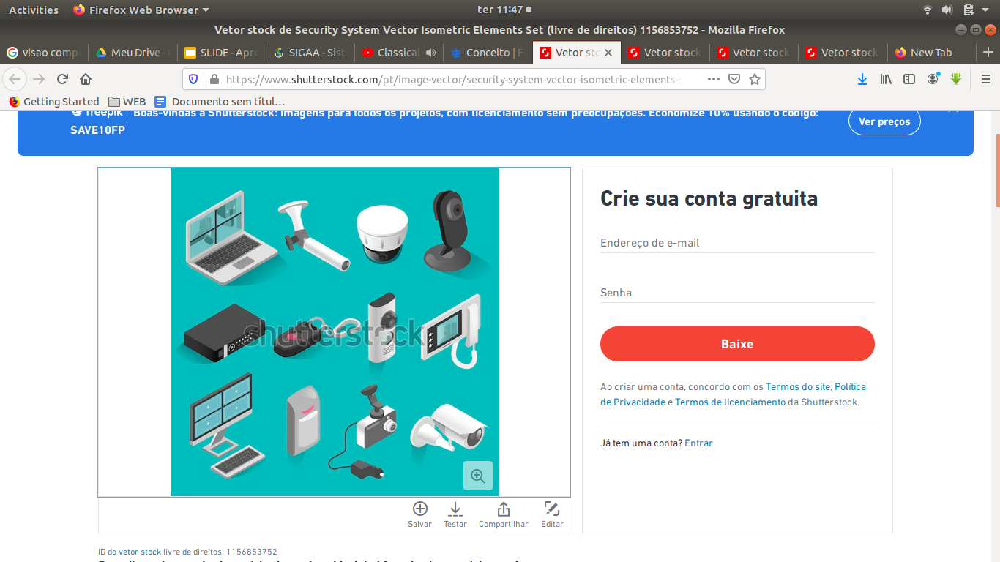 Activities Firefox Web Browser ter 11:47
Vetor stock de Security System Vector Isometric Elements Set (livre de direitos) 1156853752 - Mozilla Firefox
visao comp Meu Drive - SLIDE - Apre SIGAA - Sist Classical Conceito | F Vetor sto Vetor stock Vetor stock Vetor stock New Tab
https://www.shutterstock.com/pt/image-vector/security-system-vector-isometric-elements-
Getting Started WEB Documento sem títul…
freepik Boas-vindas à Shutterstock: imagens para todos os projetos, com licenciamento sem preocupações. Economize 10% usando o código:
SAVE10FP
Ver preços
shutterstock
Crie sua conta gratuita
Endereço de e-mail
Senha
Baixe
Ao criar uma conta, concordo com os Termos do site, Política
de Privacidade e Termos de licenciamento da Shutterstock.
Já tem uma conta? Entrar
Salvar Testar Compartilhar Editar
ID do vetor stock livre de direitos: 1156853752